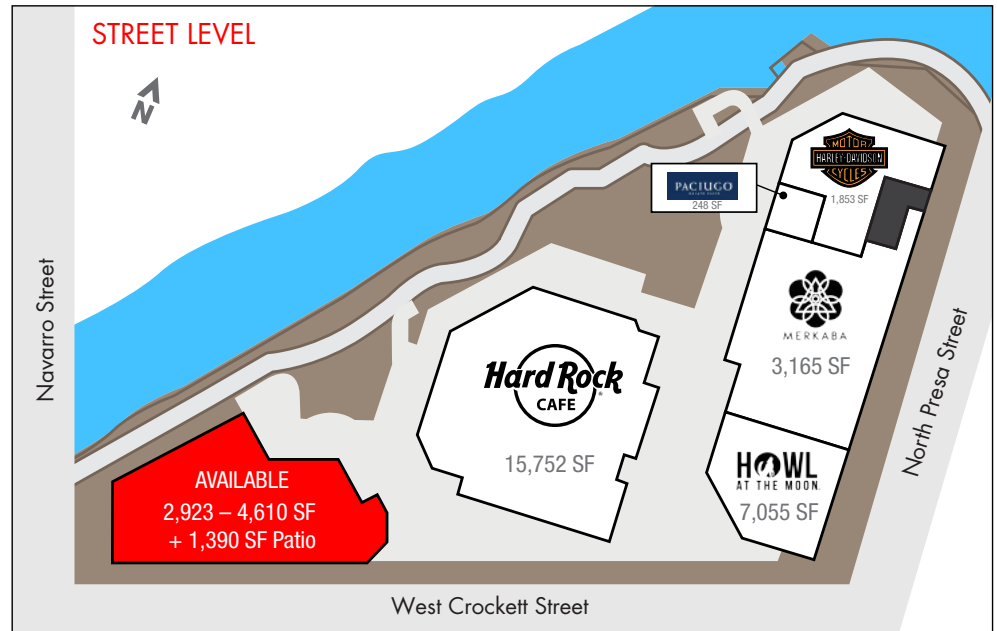 STREET LEVEL
N
Navarro Street
MOTOR
HARLEY-DAVIDSON
CYCLES
1,853 SF
PACIUGO
248 SF
MERKABA
3,165 SF
Hard Rock
CAFE
15,752 SF
HOWL
AT THE MOON
7,055 SF
North Presa Street
AVAILABLE
2,923 – 4,610 SF
+ 1,390 SF Patio
West Crockett Street